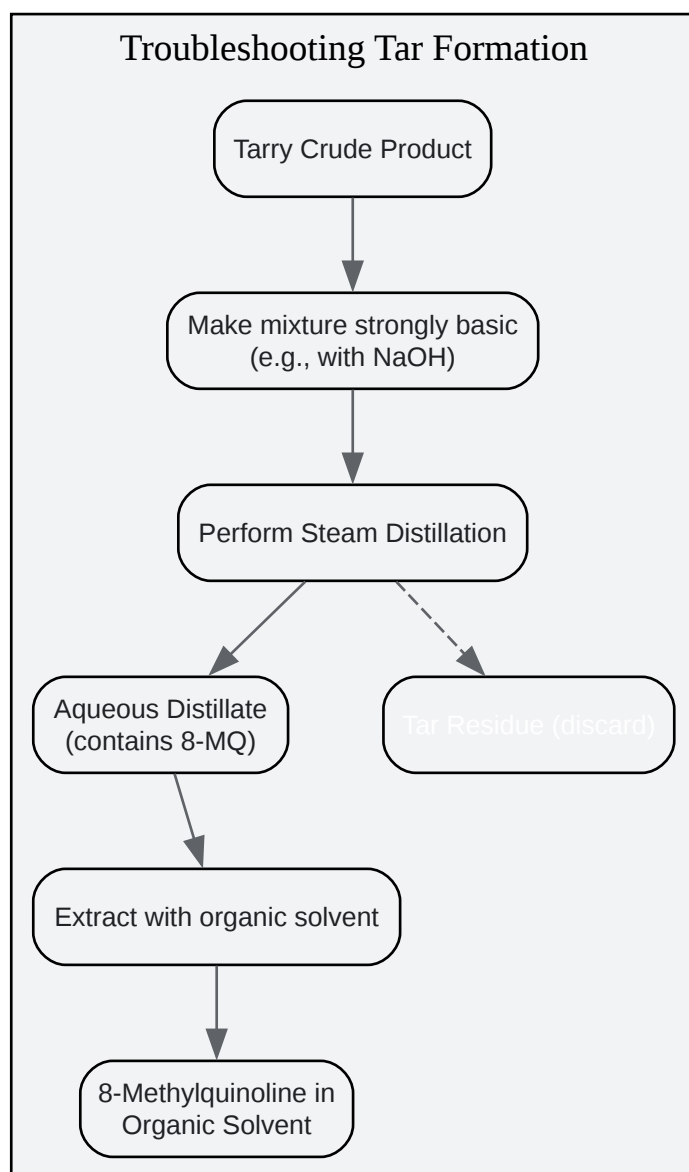 Troubleshooting Tar Formation
Tarry Crude Product
Make mixture strongly basic
(e.g., with NaOH)
Perform Steam Distillation
Aqueous Distillate
(contains 8-MQ)
Tar Residue (discard)
Extract with organic solvent
8-Methylquinoline in
Organic Solvent